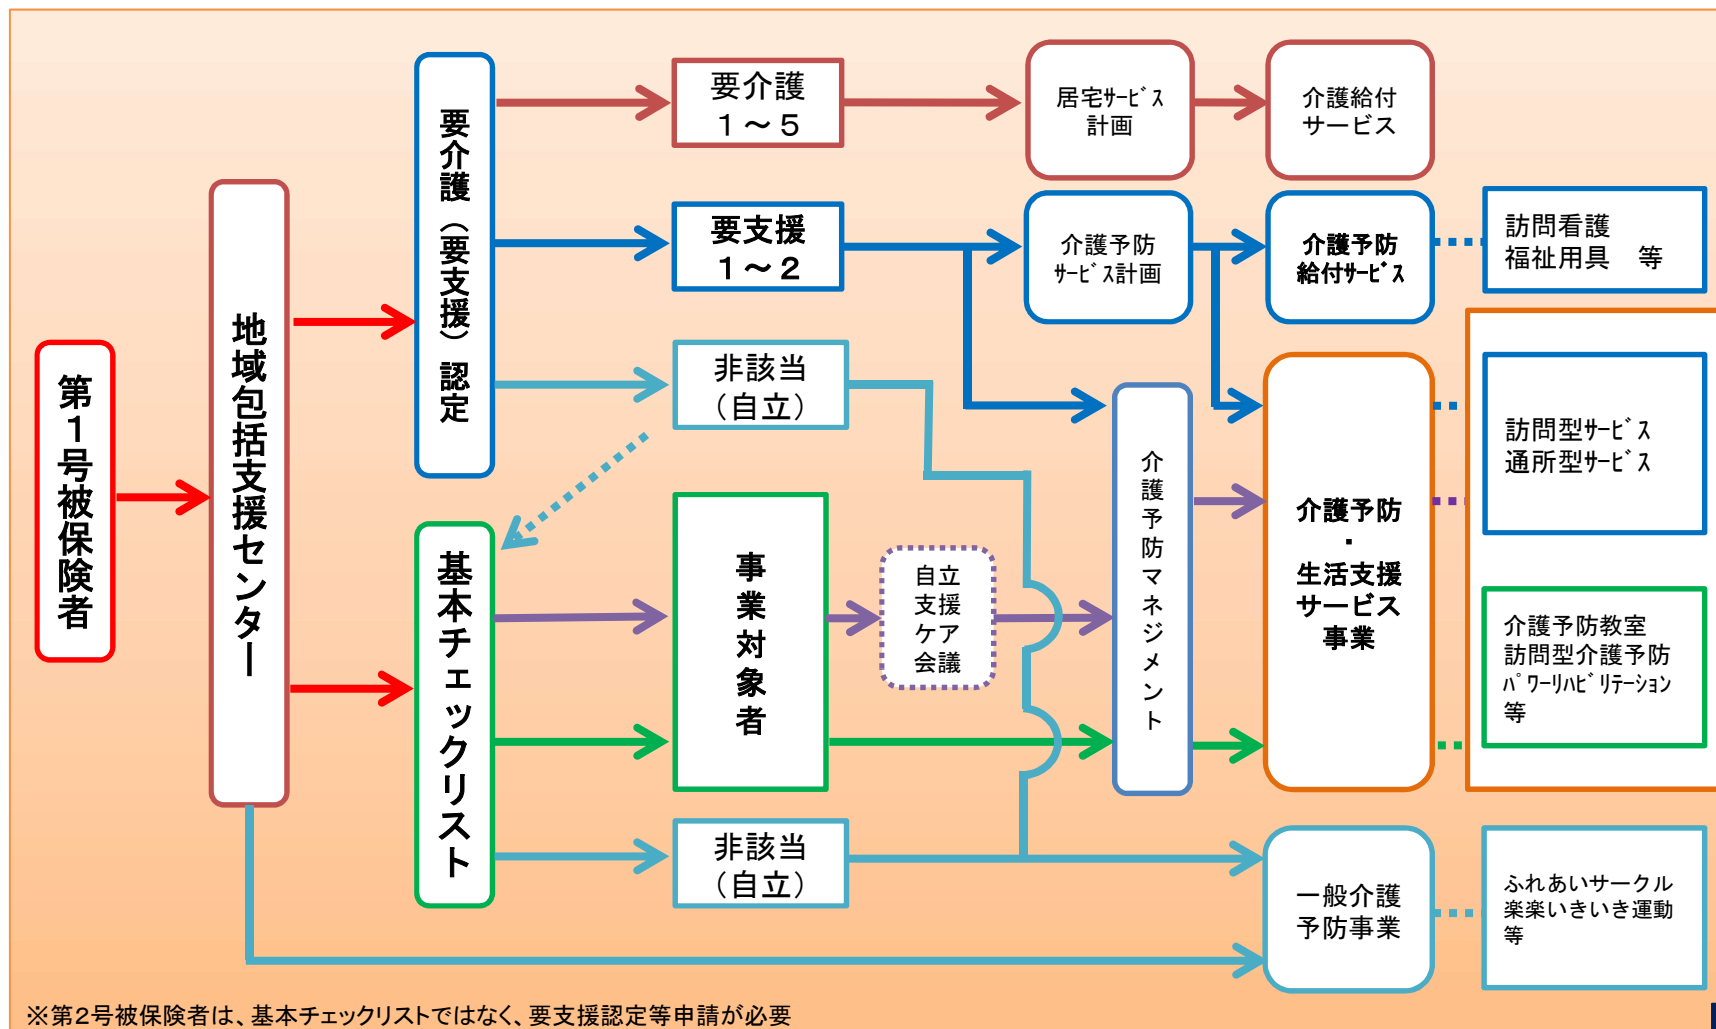 第１号被保険者
地域包括支援センター
要介護（要支援）認定
基本チェックリスト
要介護
１～５
居宅ｻｰﾋﾞｽ
計画
介護給付
サービス
要支援
１～２
介護予防
ｻｰﾋﾞｽ計画
介護予防
給付ｻｰﾋﾞｽ
訪問看護
福祉用具　等
非該当
（自立）
事業対象者
自立
支援
ケア
会議
介護予防マネジメント
介護予防
・
生活支援
サービス
事業
訪問型ｻｰﾋﾞｽ
通所型ｻｰﾋﾞｽ
介護予防教室
訪問型介護予防
ﾊﾟﾜｰﾘﾊﾋﾞﾘﾃｰｼｮﾝ
等
非該当
（自立）
一般介護
予防事業
ふれあいサークル
楽楽いきいき運動
等
※第２号被保険者は、基本チェックリストではなく、要支援認定等申請が必要